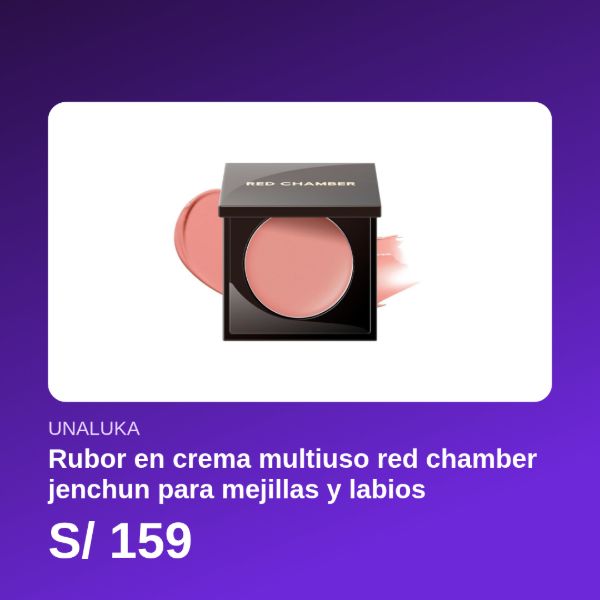 RED CHAMBER
UNALUKA
Rubor en crema multiuso red chamber
jenchun para mejillas y labios
S/ 159